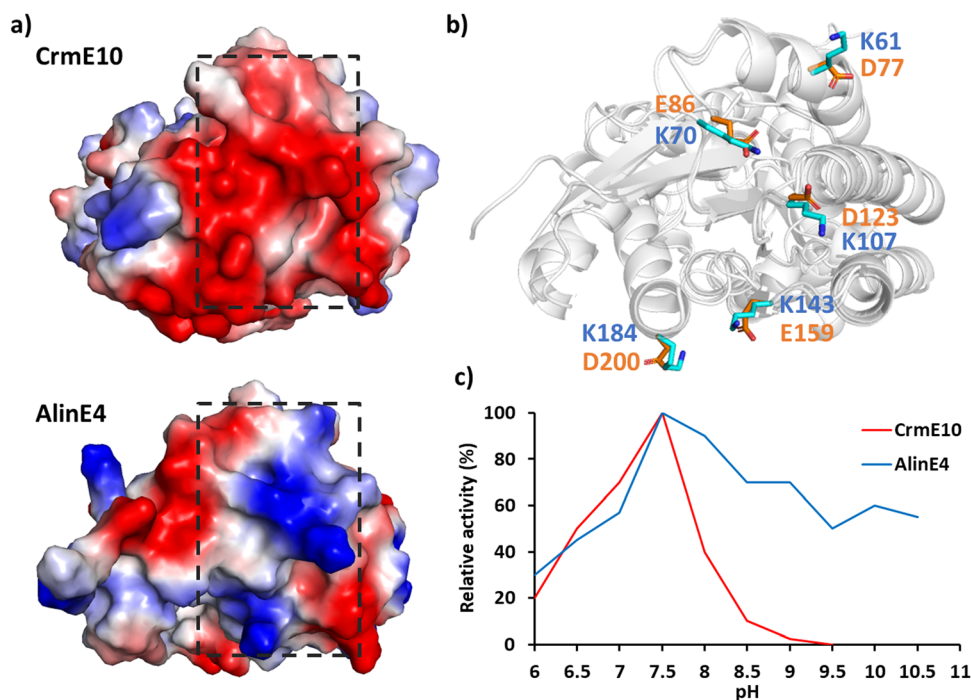 a)
CrmE10
AlinE4
b)
K61
D77
E86
K70
D123
K107
K143
E159
K184
D200
c)
100
80
60
40
20
0
Relative activity (%)
CrmE10
AlinE4
6 6.5 7 7.5 8 8.5 9 9.5 10 10.5 11
pH